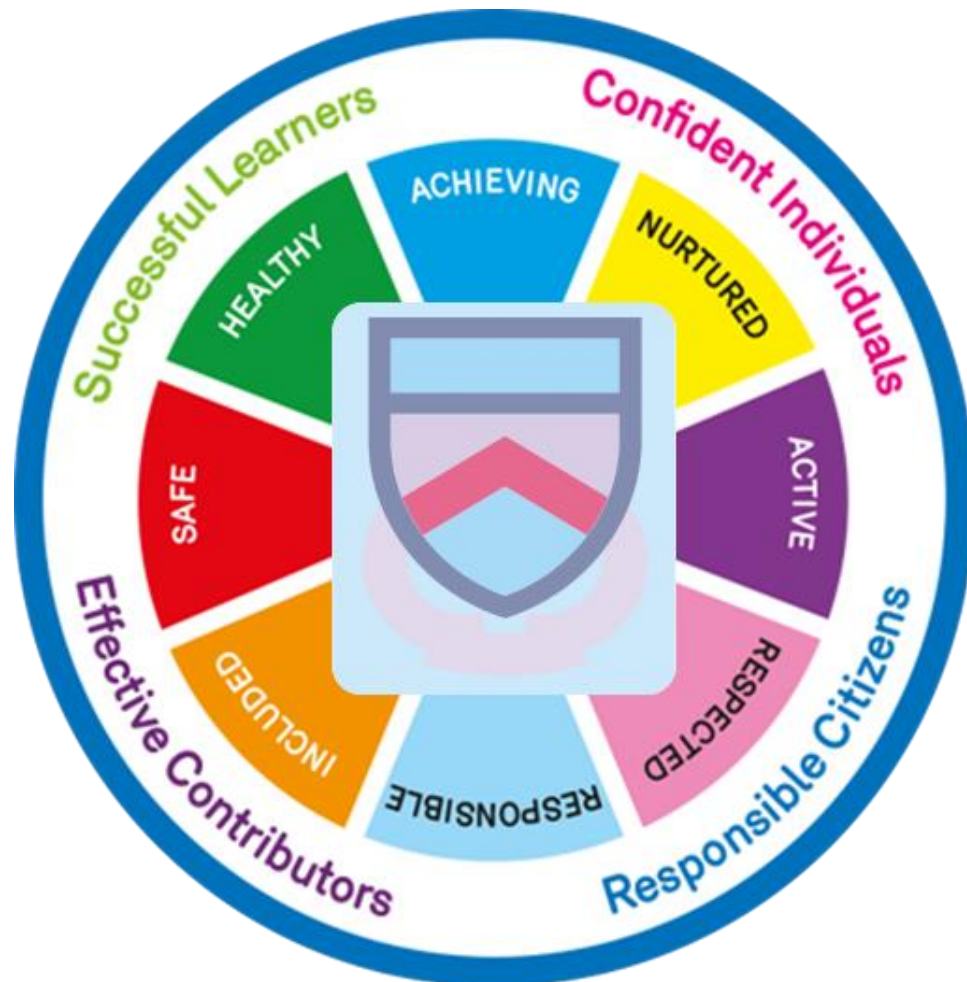 Successful Learners
Confident Individuals
Responsible Citizens
Effective Contributors
ACHIEVING
NURTURED
ACTIVE
RESPECTED
RESPONSIBLE
INCLUDED
SAFE
HEALTHY